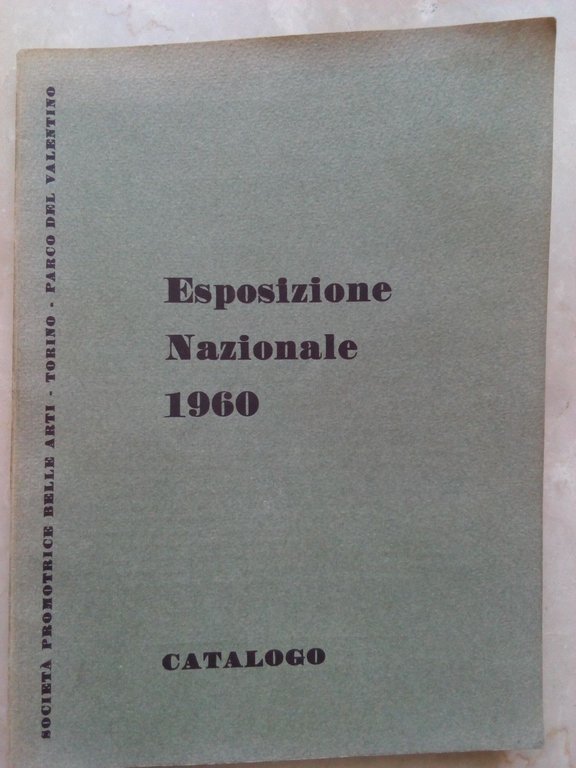 SOCIETÀ PROMOTRICE BELLE ARTI - TORINO - PARCO DEL VALENTINO
Esposizione
Nazionale
1960
CATALOGO